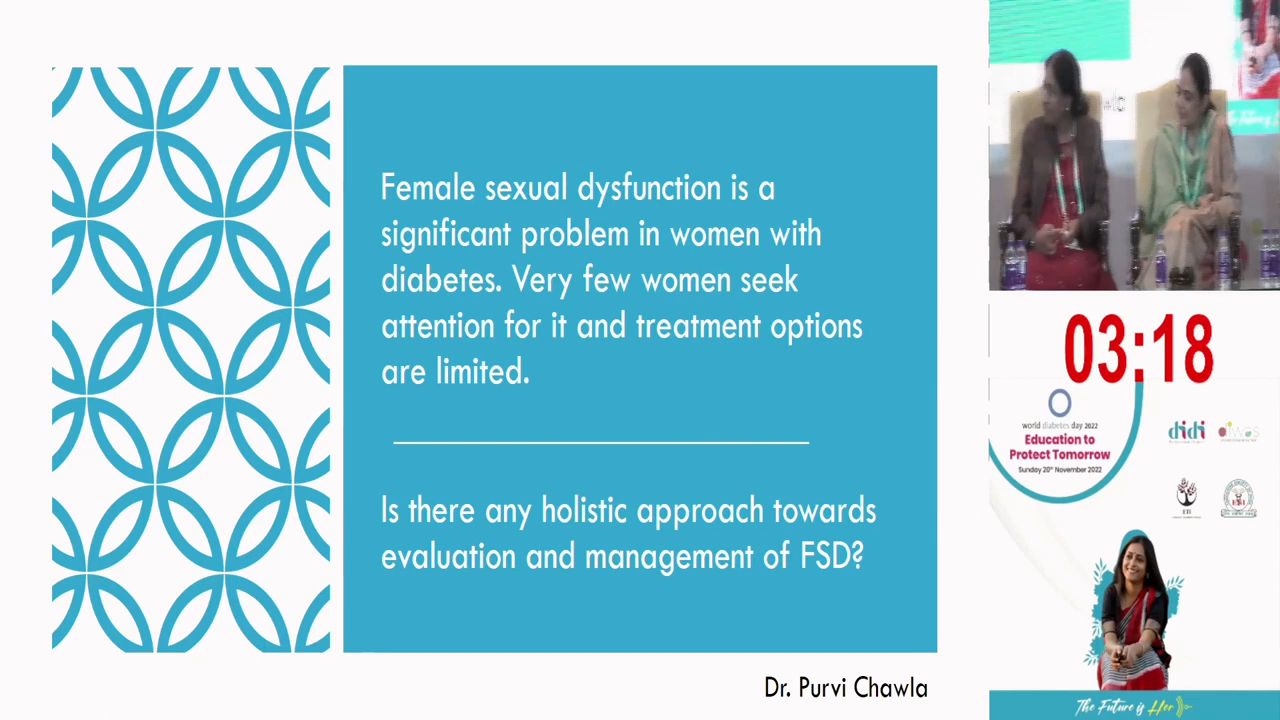 Female sexual dysfunction is a
significant problem in women with
diabetes. Very few women seek
attention for it and treatment options
are limited.
Is there any holistic approach towards
evaluation and management of FSD?
Dr. Purvi Chawla
03:18
world diabetes day 2022
Education to
Protect Tomorrow
Sunday 20th November 2022
didi
The Future is Her